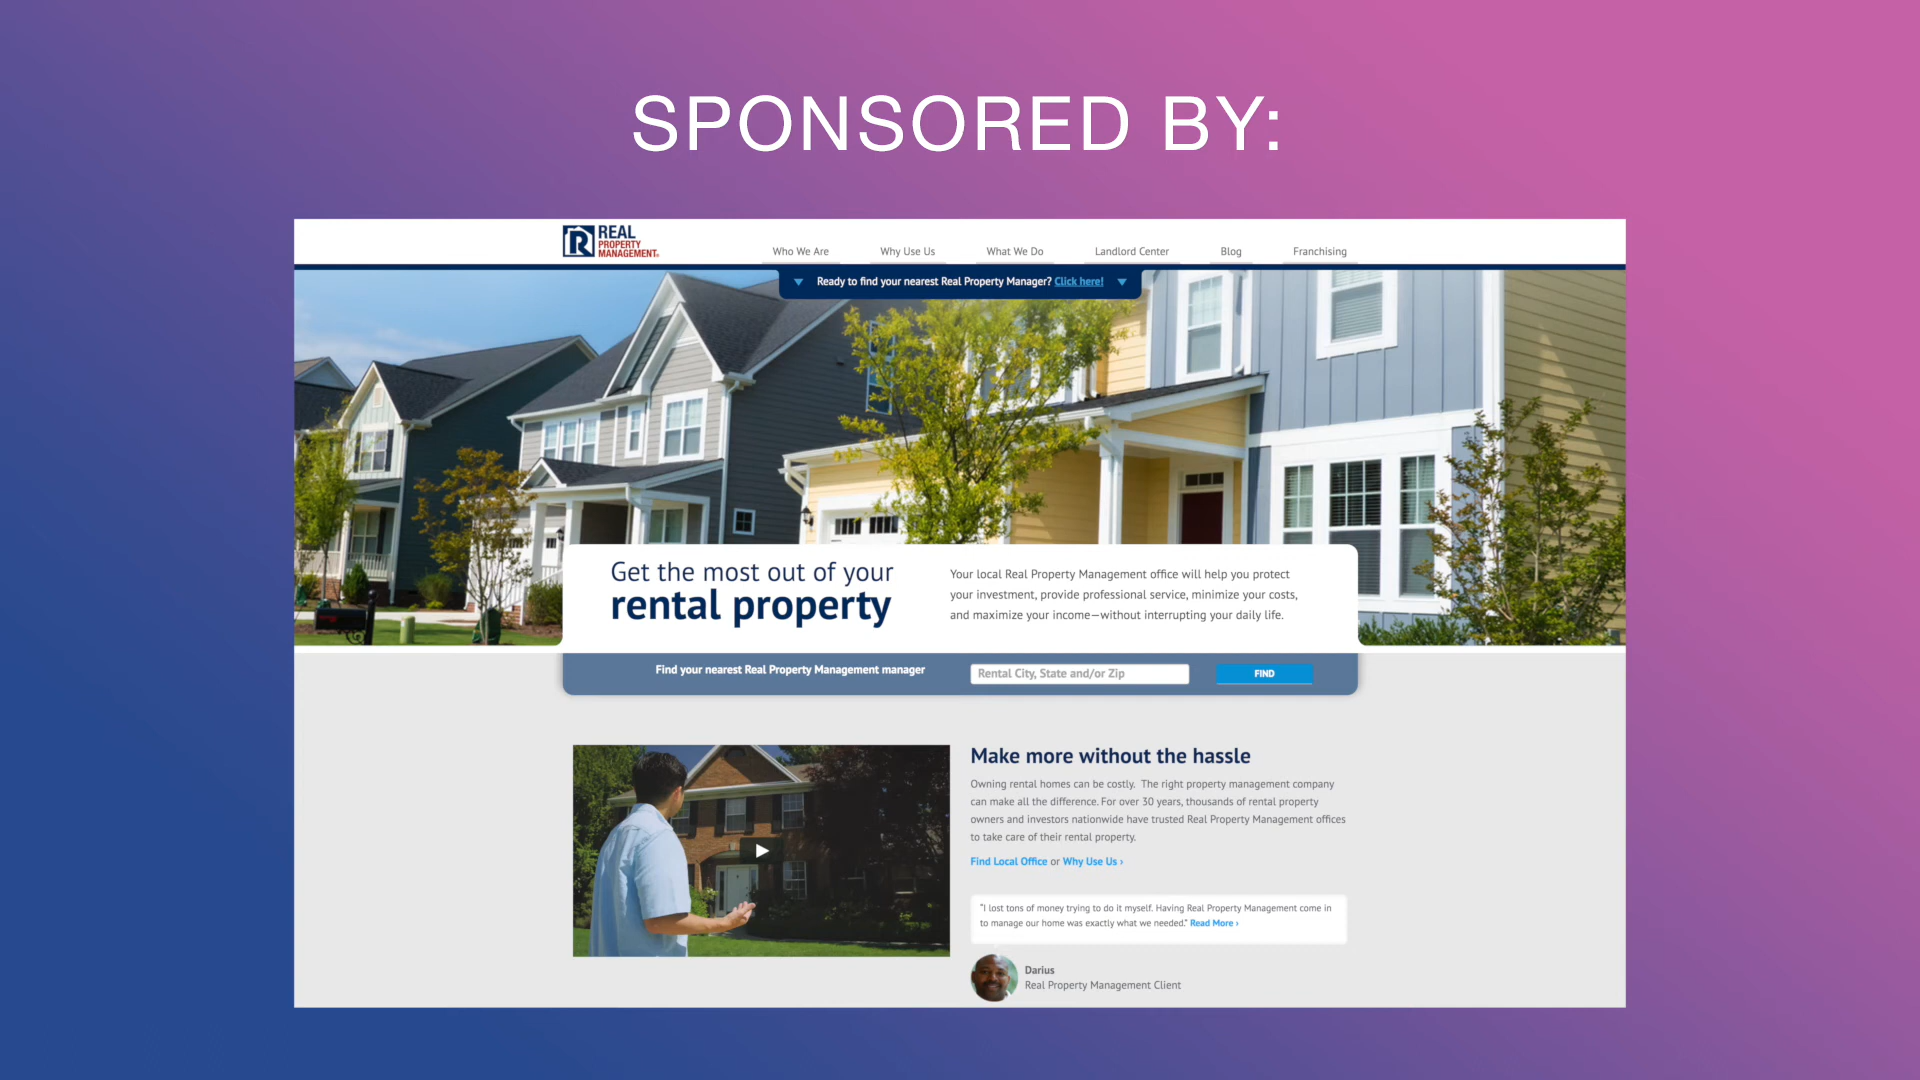 SPONSORED BY:
REAL
PROPERTY
MANAGEMENT
Who We Are
Why Use Us
What We Do
Landlord Center
Blog
Franchising
Ready to find your nearest Real Property Manager? Click here!
Get the most out of your
rental property
Your local Real Property Management office will help you protect
your investment, provide professional service, minimize your costs,
and maximize your income—without interrupting your daily life.
Find your nearest Real Property Management manager
Rental City, State and/or Zip
FIND
Make more without the hassle
Owning rental homes can be costly. The right property management company
can make all the difference. For over 30 years, thousands of rental property
owners and investors nationwide have trusted Real Property Management offices
to take care of their rental property.
Find Local Office or Why Use Us ›
"I lost tons of money trying to do it myself. Having Real Property Management come in
to manage our home was exactly what we needed." Read More ›
Darius
Real Property Management Client